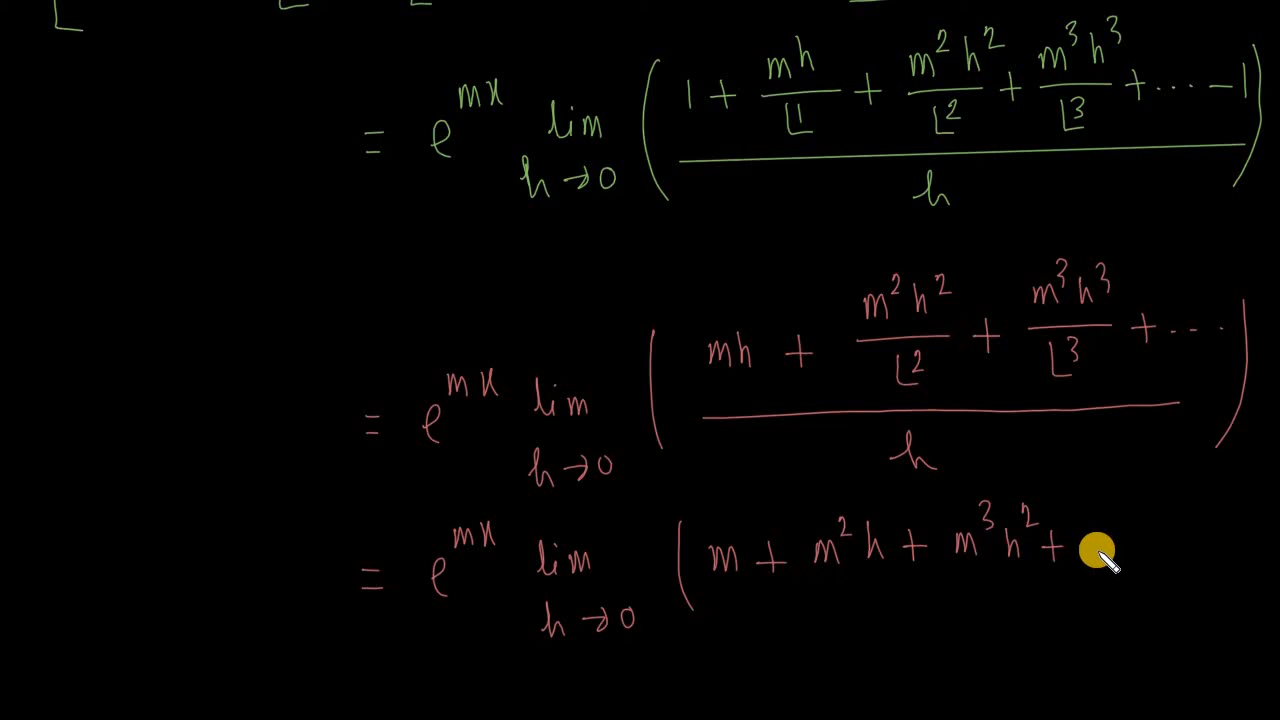 = e^{mx} lim_{h→0} ( (1 + mh/⌊1 + m²h²/⌊2 + m³h³/⌊3 + .... − 1) / h )
= e^{mx} lim_{h→0} ( (mh + m²h²/⌊2 + m³h³/⌊3 + ....) / h )
= e^{mx} lim_{h→0} ( m + m²h + m³h² +